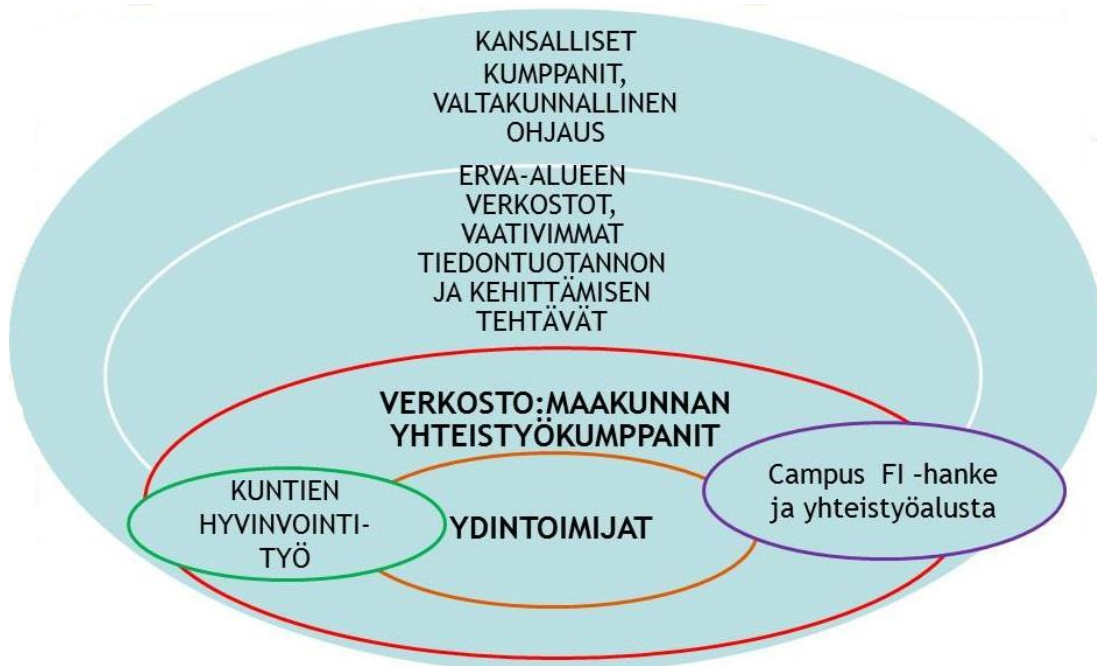 KANSALLISET
KUMPPANIT,
VALTAKUNNALLINEN
OHJAUS
ERVA-ALUEEN
VERKOSTOT,
VAATIVIMMAT
TIEDONTUOTANNON
JA KEHITTÄMISEN
TEHTÄVÄT
VERKOSTO:MAAKUNNAN
YHTEISTYÖKUMPPANIT
KUNTIEN
HYVINVOINTI-
TYÖ
YDINTOIMIJAT
Campus FI -hanke
ja yhteistyöalusta